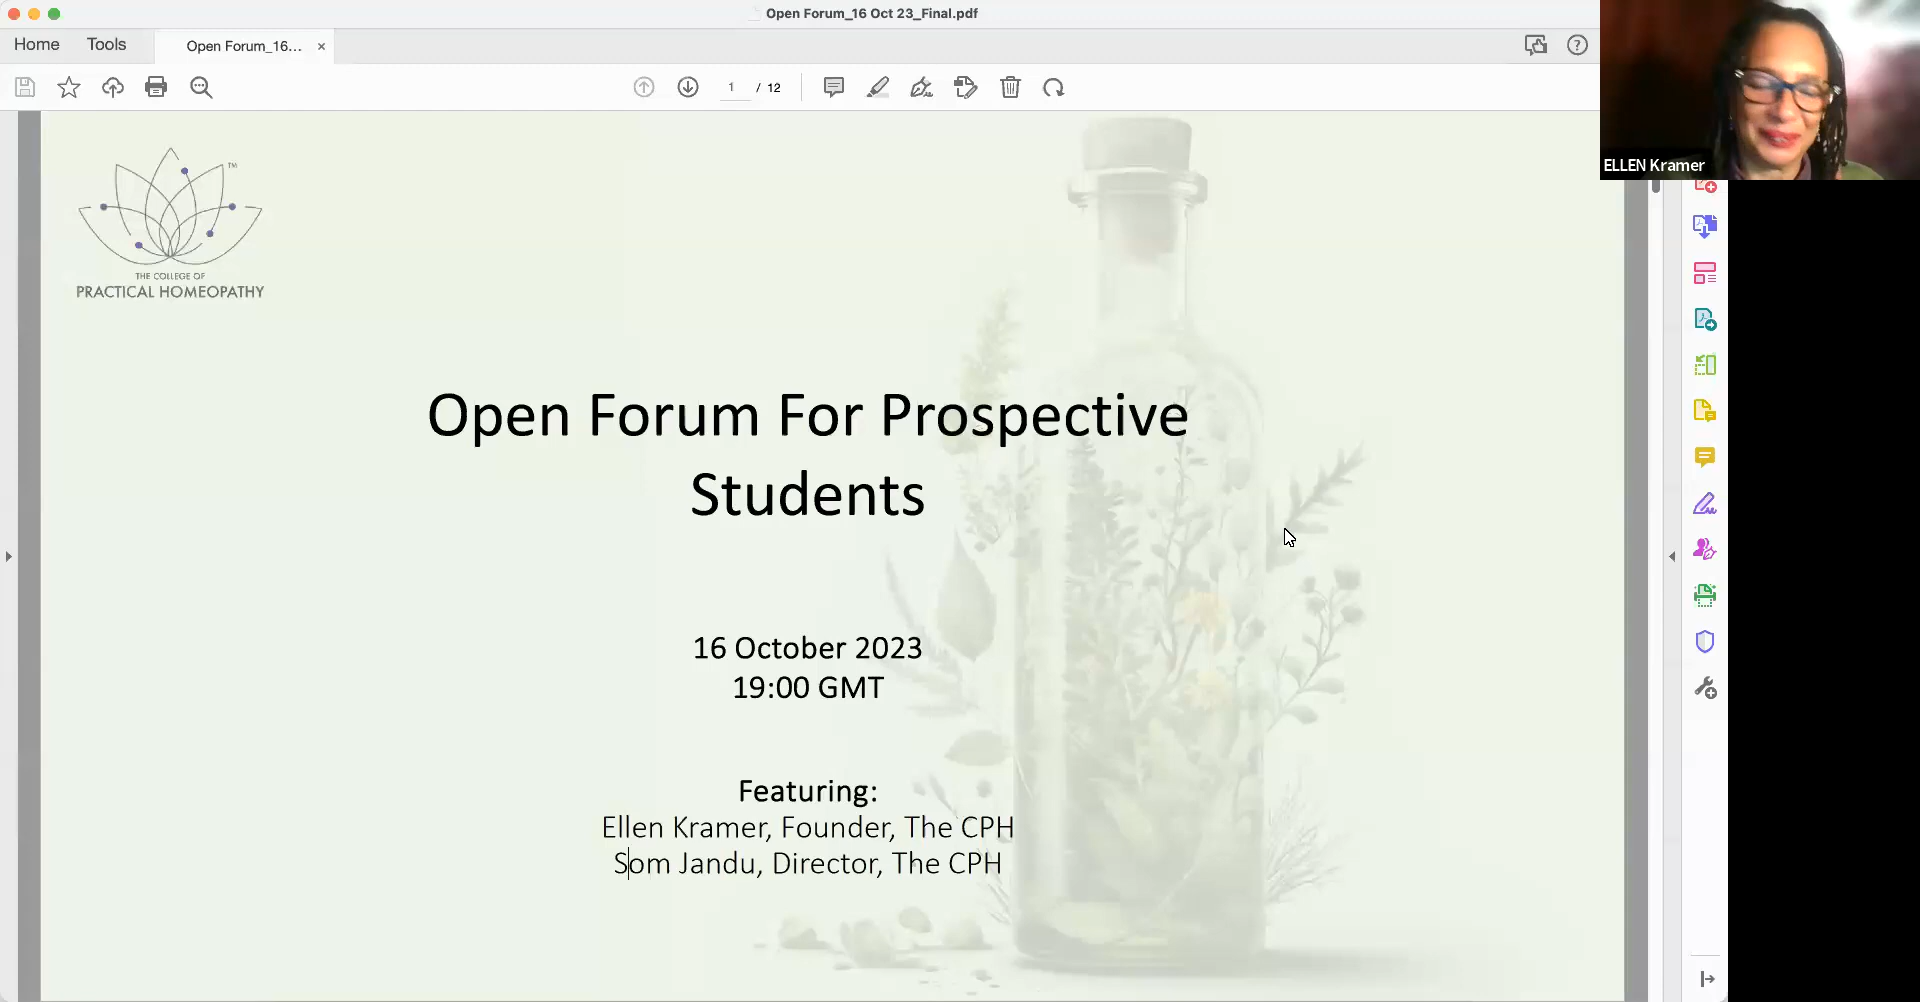 Open Forum_16 Oct 23_Final.pdf
Home
Tools
Open Forum_16... ×
1 / 12
ELLEN Kramer
TM
THE COLLEGE OF
PRACTICAL HOMEOPATHY
Open Forum For Prospective
Students
16 October 2023
19:00 GMT
Featuring:
Ellen Kramer, Founder, The CPH
Som Jandu, Director, The CPH